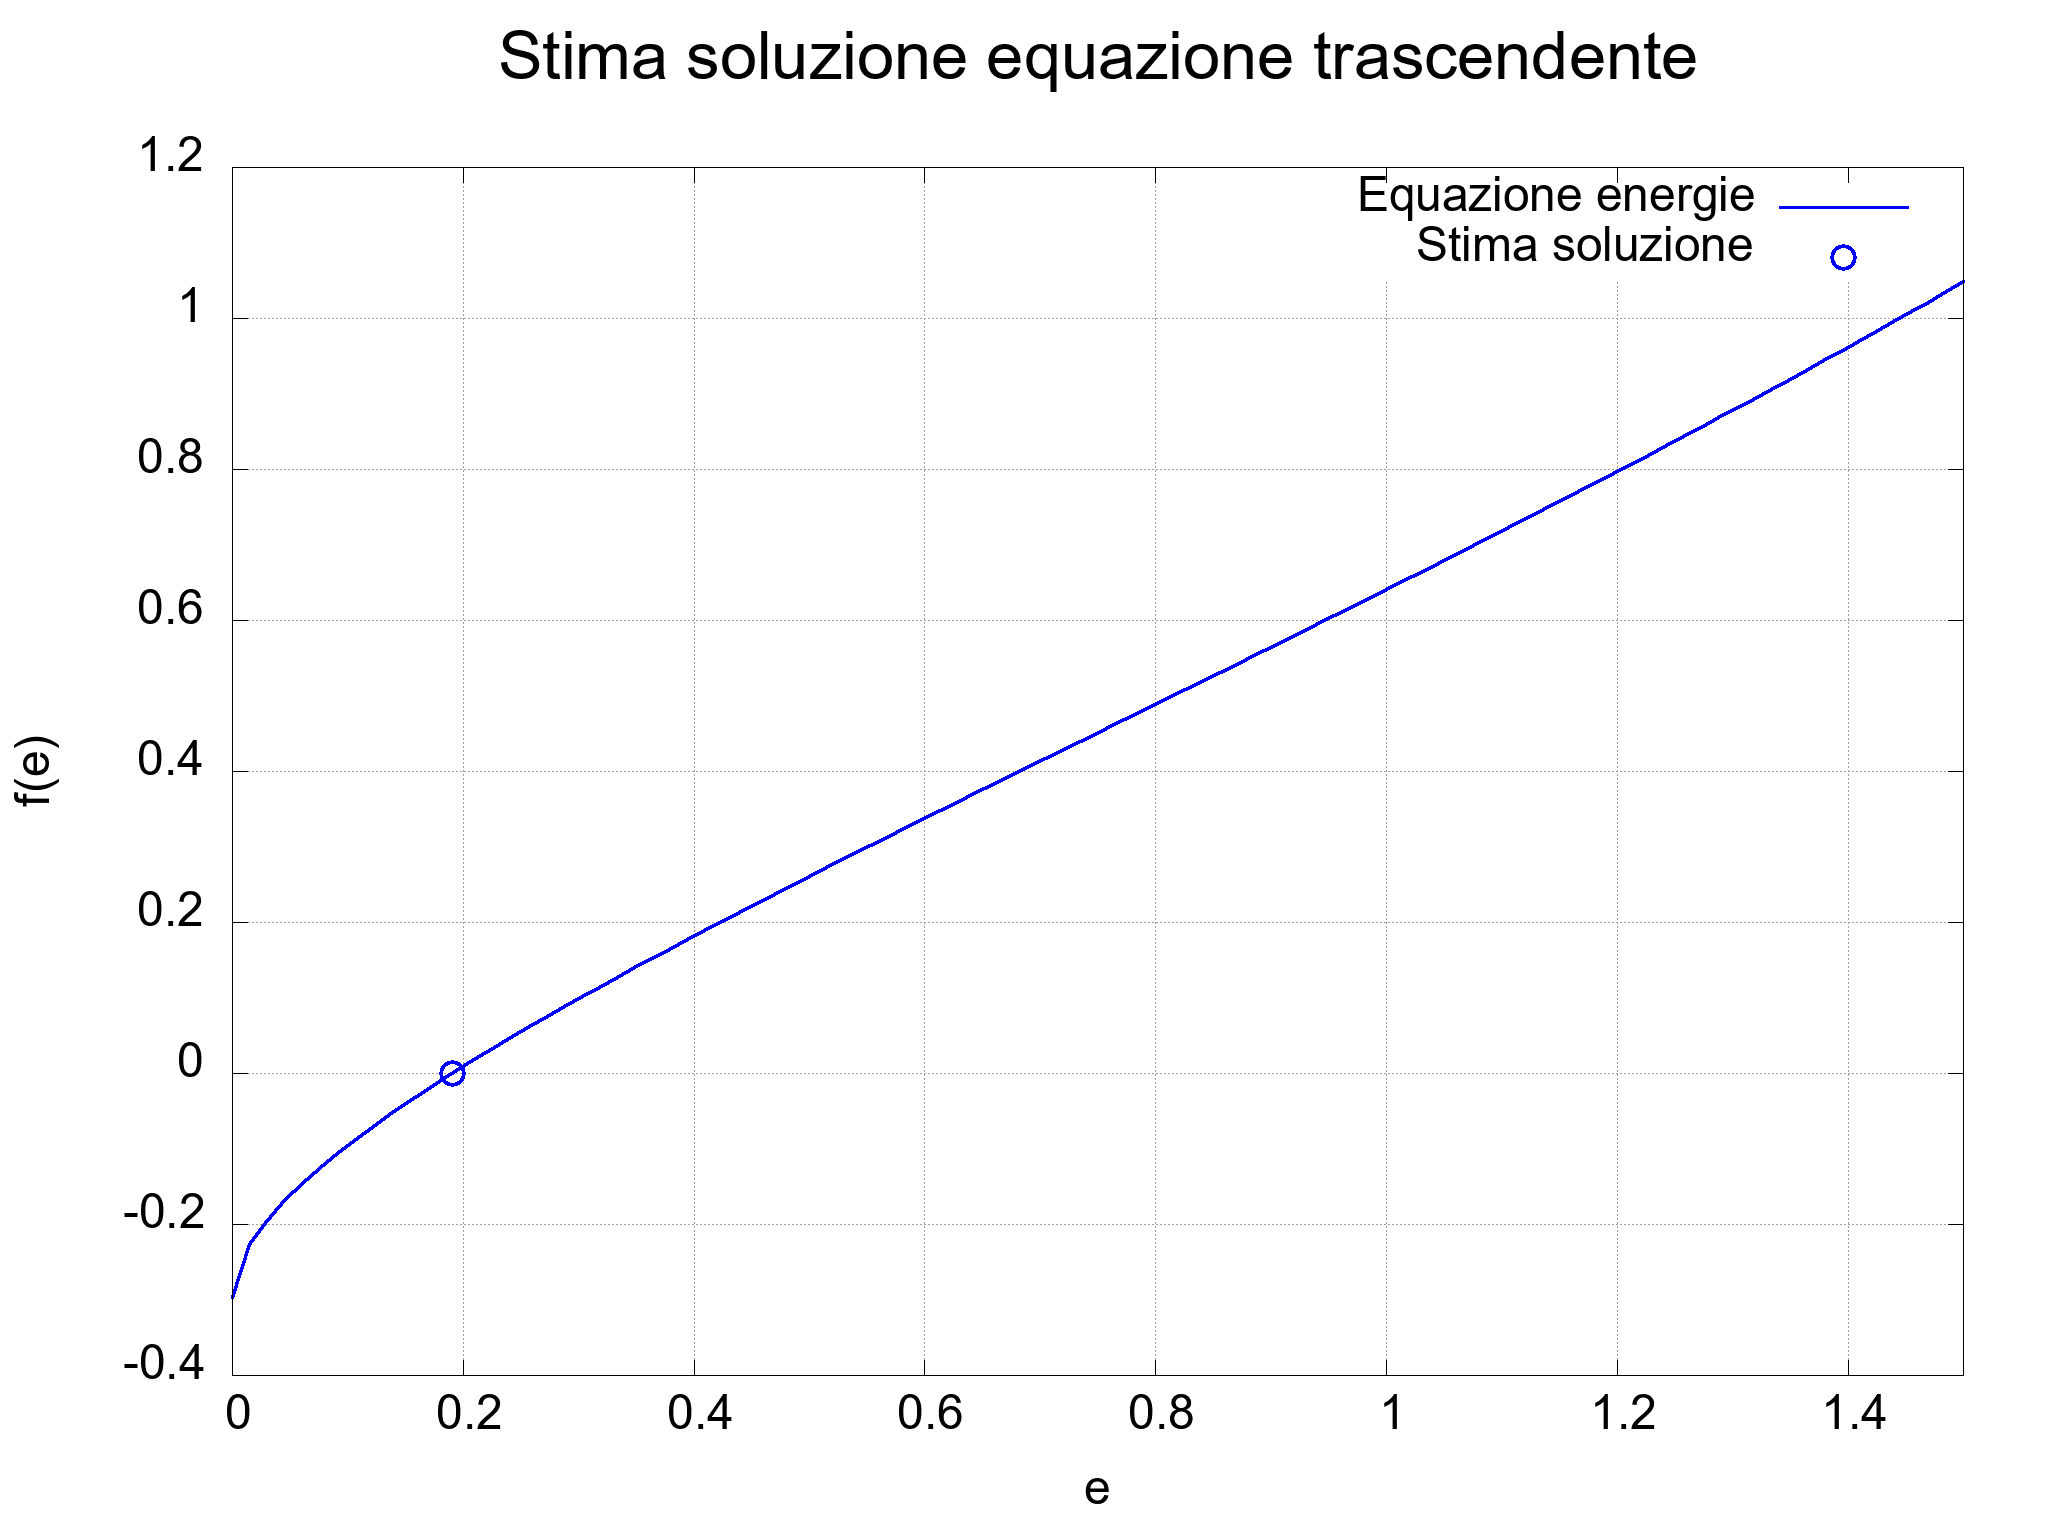 Stima soluzione equazione trascendente
1.2
1
0.8
0.6
0.4
0.2
0
-0.2
-0.4
f(e)
Equazione energie
Stima soluzione
0 0.2 0.4 0.6 0.8 1 1.2 1.4
e